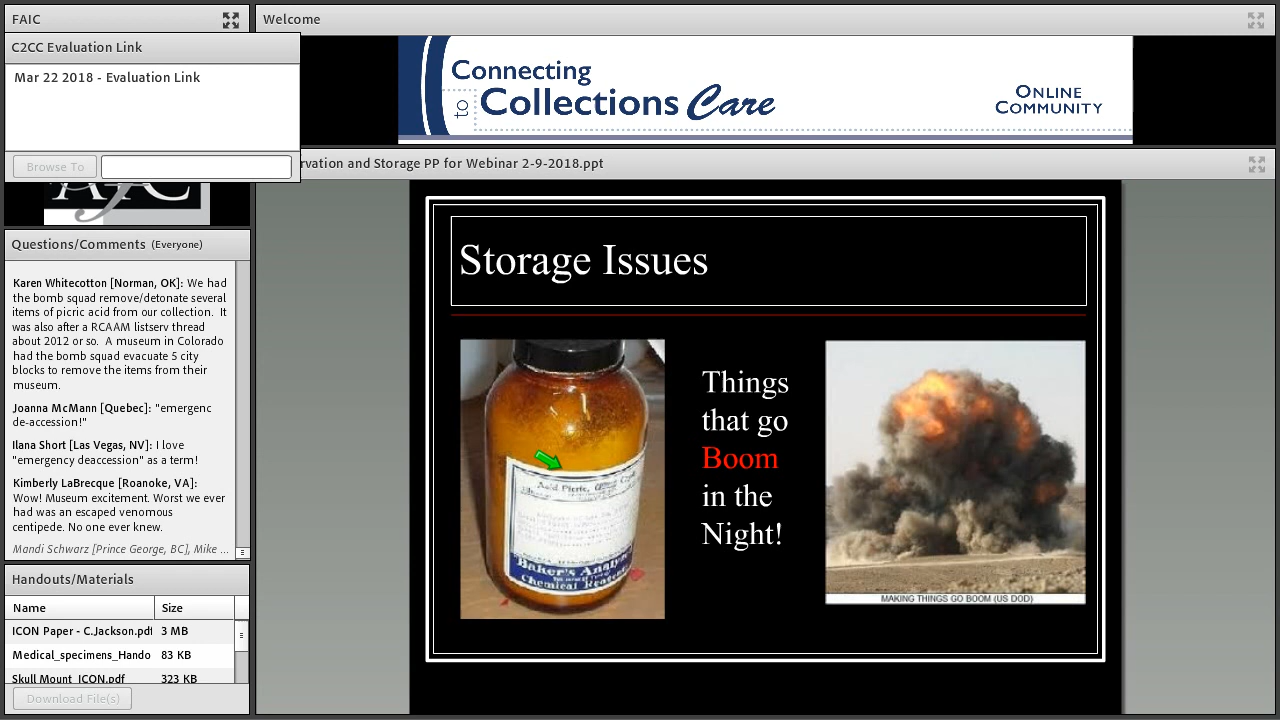 FAIC
C2CC Evaluation Link
Mar 22 2018 - Evaluation Link
Browse To
Questions/Comments (Everyone)
Karen Whitecotton [Norman, OK]: We had
the bomb squad remove/detonate several
items of picric acid from our collection. It
was also after a RCAAM listserv thread
about 2012 or so. A museum in Colorado
had the bomb squad evacuate 5 city
blocks to remove the items from their
museum.
Joanna McMann [Quebec]: "emergenc
de-accession!"
Ilana Short [Las Vegas, NV]: I love
"emergency deaccession" as a term!
Kimberly LaBrecque [Roanoke, VA]:
Wow! Museum excitement. Worst we ever
had was an escaped venomous
centipede. No one ever knew.
Mandi Schwarz [Prince George, BC], Mike ...
Handouts/Materials
Name Size
ICON Paper - C.Jackson.pdf 3 MB
Medical_specimens_Hando 83 KB
Skull Mount_ICON.pdf 323 KB
Download File(s)
Welcome
Connecting
to Collections Care
ONLINE
COMMUNITY
rvation and Storage PP for Webinar 2-9-2018.ppt
Storage Issues
Acid Picric,
Baker's Analyzed
Chemical Reagents
Things
that go
Boom
in the
Night!
MAKING THINGS GO BOOM (US DOD)